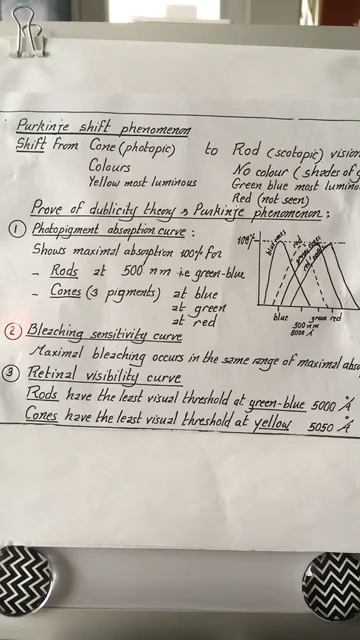 Purkinje shift phenomenon
Shift from Cone (photopic) to Rod (scotopic) vision
Colours No colour (shades of g
Yellow most luminous Green blue most lumino
Red (not seen)
Prove of dublicity theory & Purkinje phenomenon :
① Photopigment absorption curve :
Shows maximal absorption 100% for
- Rods at 500 nm i.e green-blue
- Cones (3 pigments) at blue
at green
at red
100%
blue cones
red
blue green red
500 nm
5000 Å
② Bleaching sensitivity curve
Maximal bleaching occurs in the same range of maximal abso
③ Retinal visibility curve
Rods have the least visual threshold at green-blue 5000 Å
Cones have the least visual threshold at yellow 5050 Å